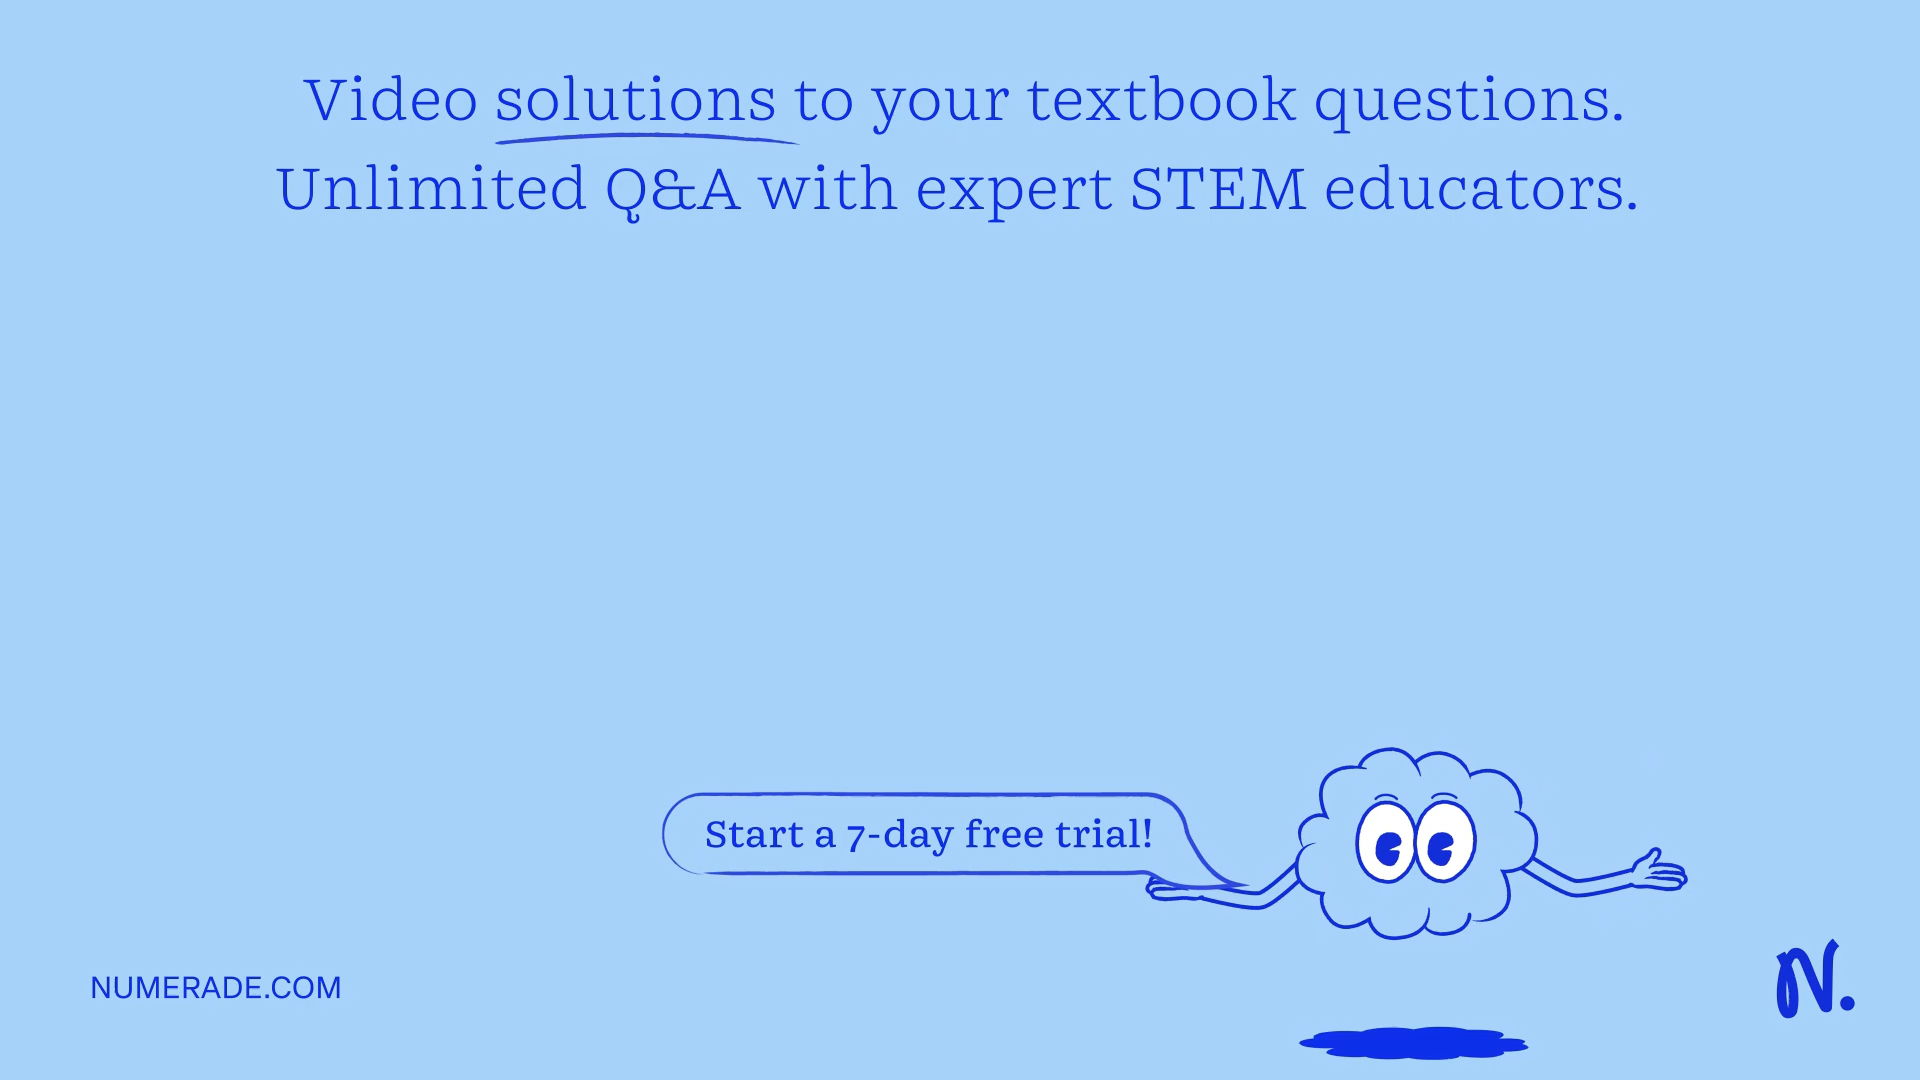 Video solutions to your textbook questions.
Unlimited Q&A with expert STEM educators.
Start a 7-day free trial!
NUMERADE.COM
N.